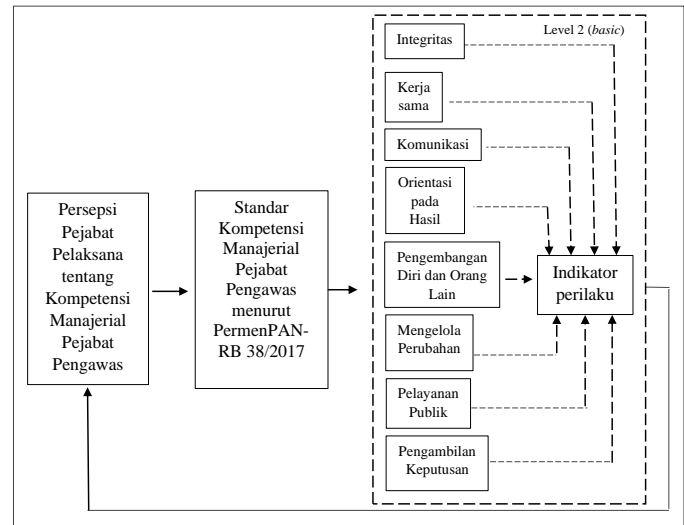 Persepsi
Pejabat
Pelaksana
tentang
Kompetensi
Manajerial
Pejabat
Pengawas
Standar
Kompetensi
Manajerial
Pejabat
Pengawas
menurut
PermenPAN-
RB 38/2017
Level 2 (basic)
Integritas
Kerja
sama
Komunikasi
Orientasi
pada
Hasil
Pengembangan
Diri dan Orang
Lain
Mengelola
Perubahan
Pelayanan
Publik
Pengambilan
Keputusan
Indikator
perilaku